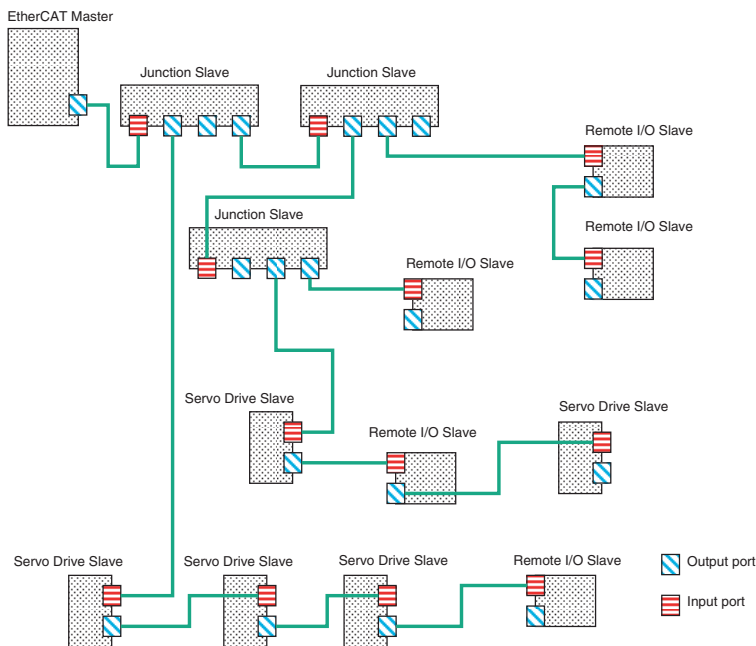 EtherCAT Master
Junction Slave
Junction Slave
Remote I/O Slave
Junction Slave
Remote I/O Slave
Remote I/O Slave
Servo Drive Slave
Remote I/O Slave
Servo Drive Slave
Servo Drive Slave
Servo Drive Slave
Servo Drive Slave
Remote I/O Slave
Output port
Input port